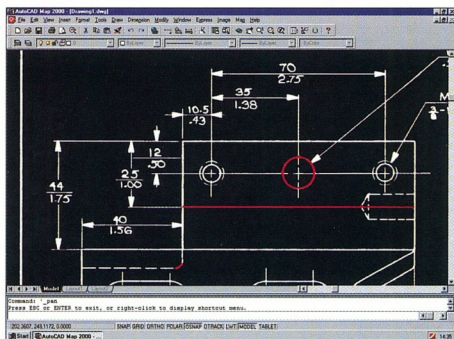 AutoCAD Map 2000 - [Drawing1.dwg]
File Edit View Insert Format Tools Draw Dimension Modify Window Express Image Map Help
ByLayer ByLayer ByLayer ByColor
70
2.75
35
1.38
10.5
.43
M
12
.50
25
1.00
44
1.75
40
1.56
Model Layout1 Layout2
Command: '_pan
Press ESC or ENTER to exit, or right-click to display shortcut menu.
202.3607, 249.1172, 0.0000 SNAP GRID ORTHO POLAR OSNAP OTRACK LWT MODEL TABLET
Start AutoCAD Map 2000 - ... 14:35